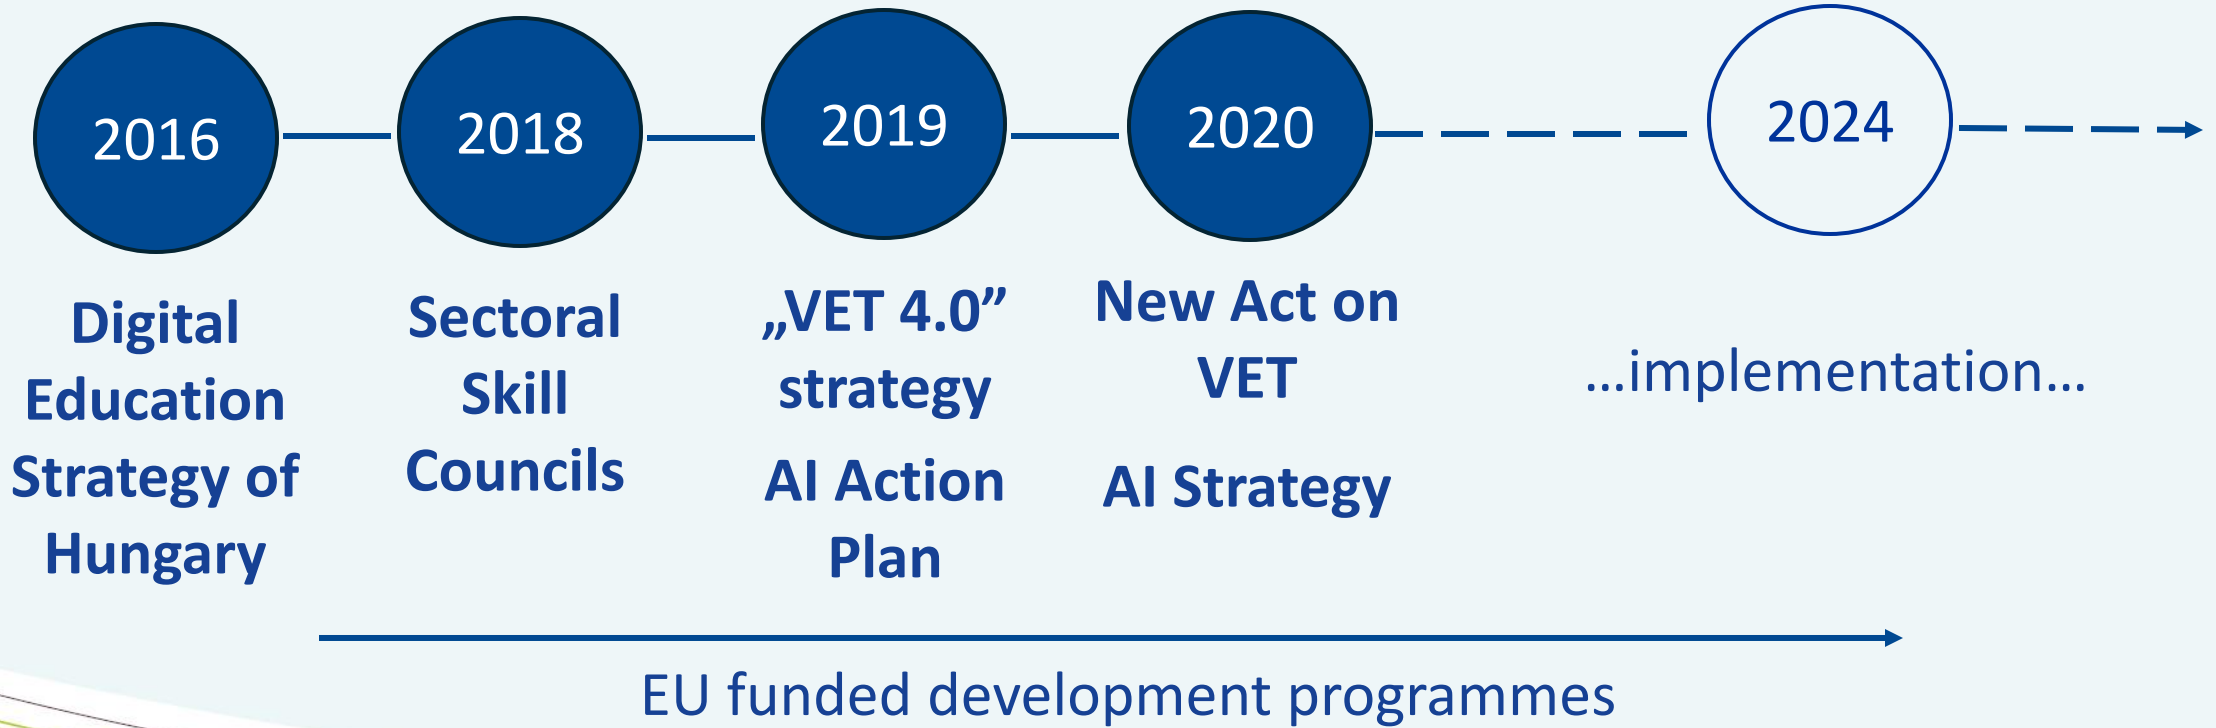 2016
2018
2019
2020
2024
Digital
Education
Strategy of
Hungary
Sectoral
Skill
Councils
„VET 4.0”
strategy
AI Action
Plan
New Act on
VET
AI Strategy
...implementation...
EU funded development programmes